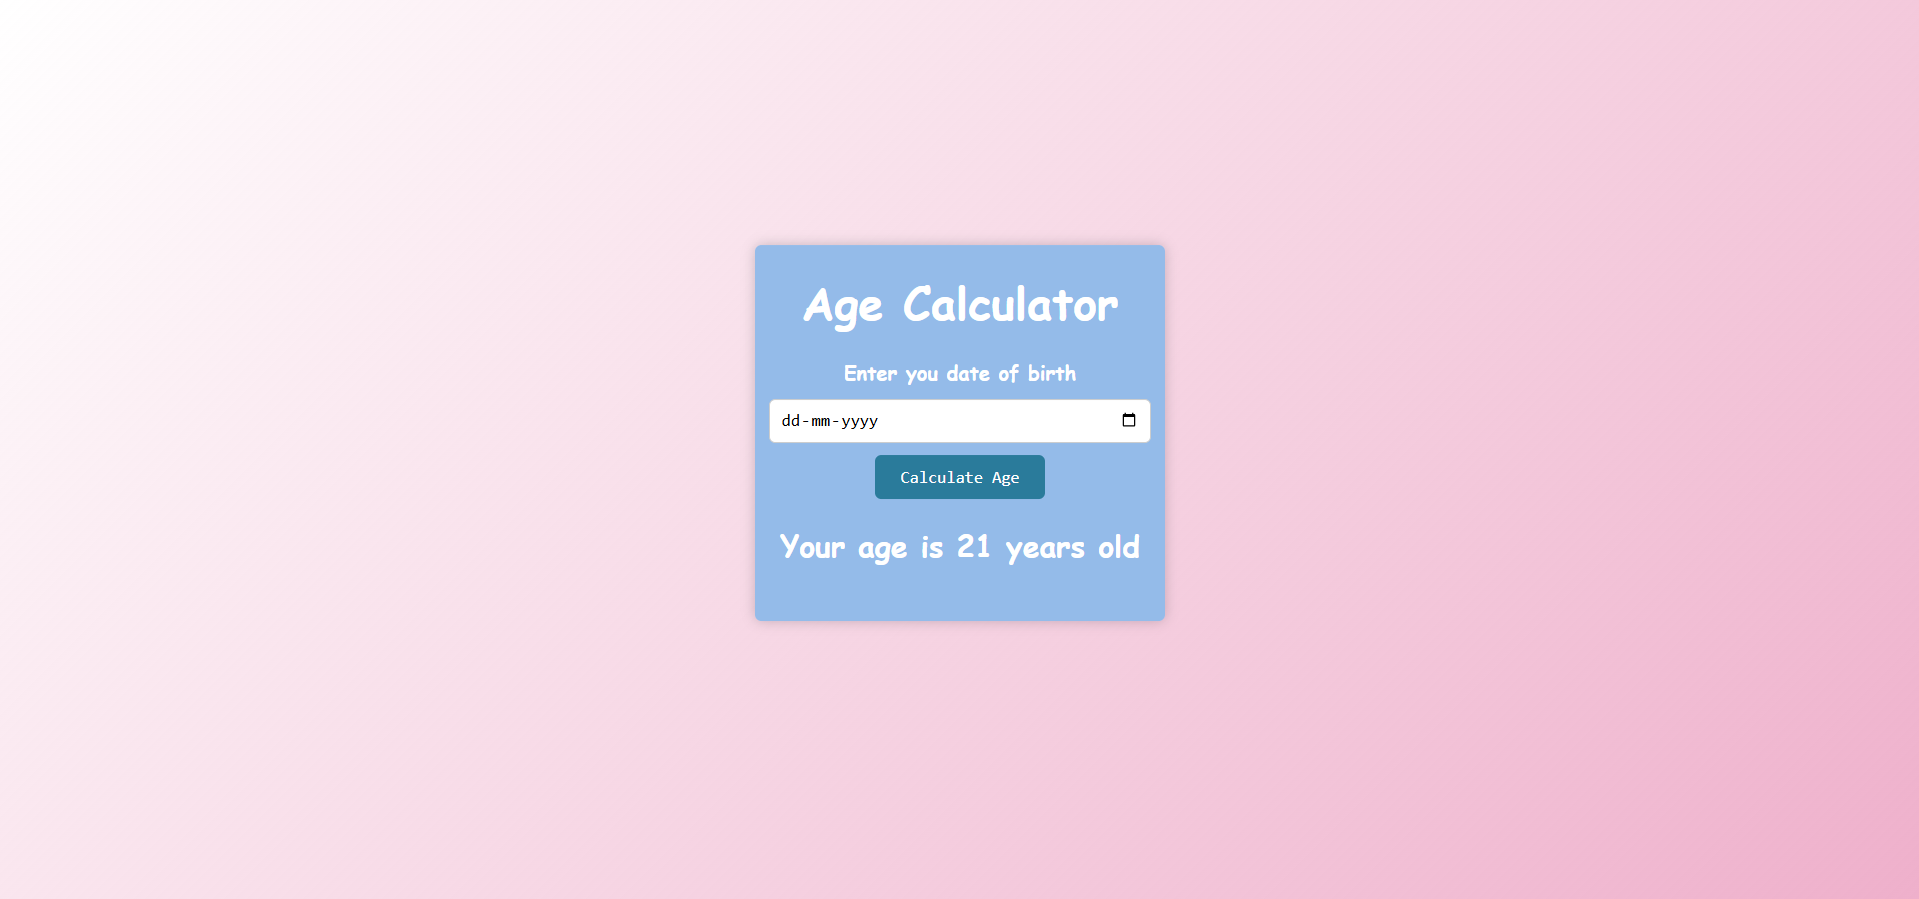 Age Calculator
Enter you date of birth
dd-mm-yyyy
Calculate Age
Your age is 21 years old